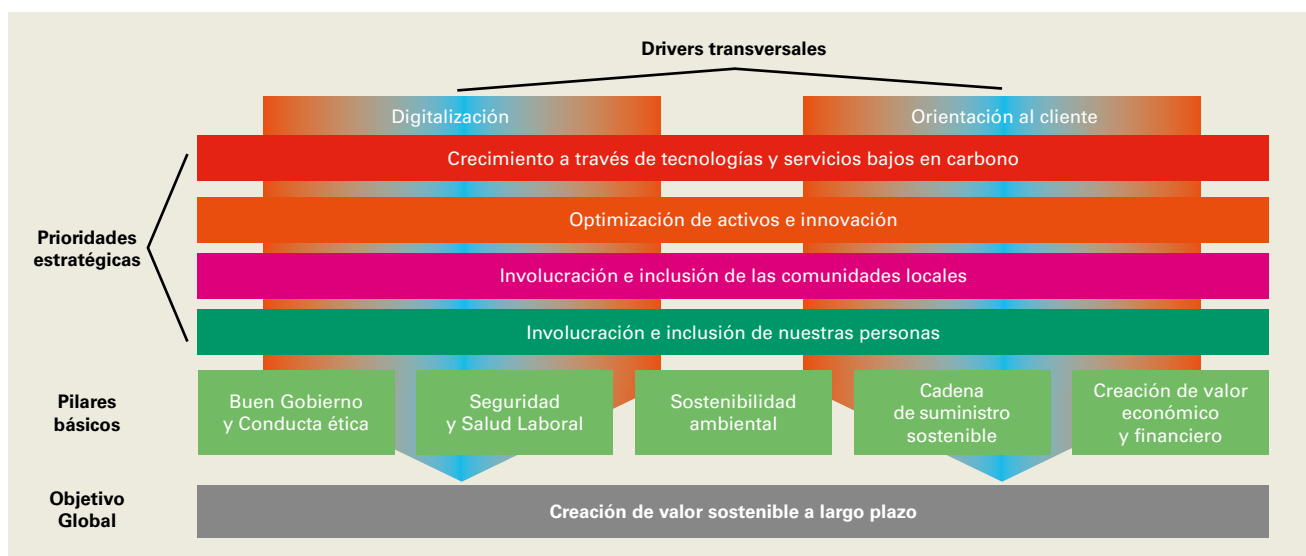 Drivers transversales
Digitalización
Orientación al cliente
Crecimiento a través de tecnologías y servicios bajos en carbono
Optimización de activos e innovación
Prioridades
estratégicas
Involucración e inclusión de las comunidades locales
Involucración e inclusión de nuestras personas
Pilares
básicos
Buen Gobierno
y Conducta ética
Seguridad
y Salud Laboral
Sostenibilidad
ambiental
Cadena
de suministro
sostenible
Creación de valor
económico
y financiero
Objetivo
Global
Creación de valor sostenible a largo plazo